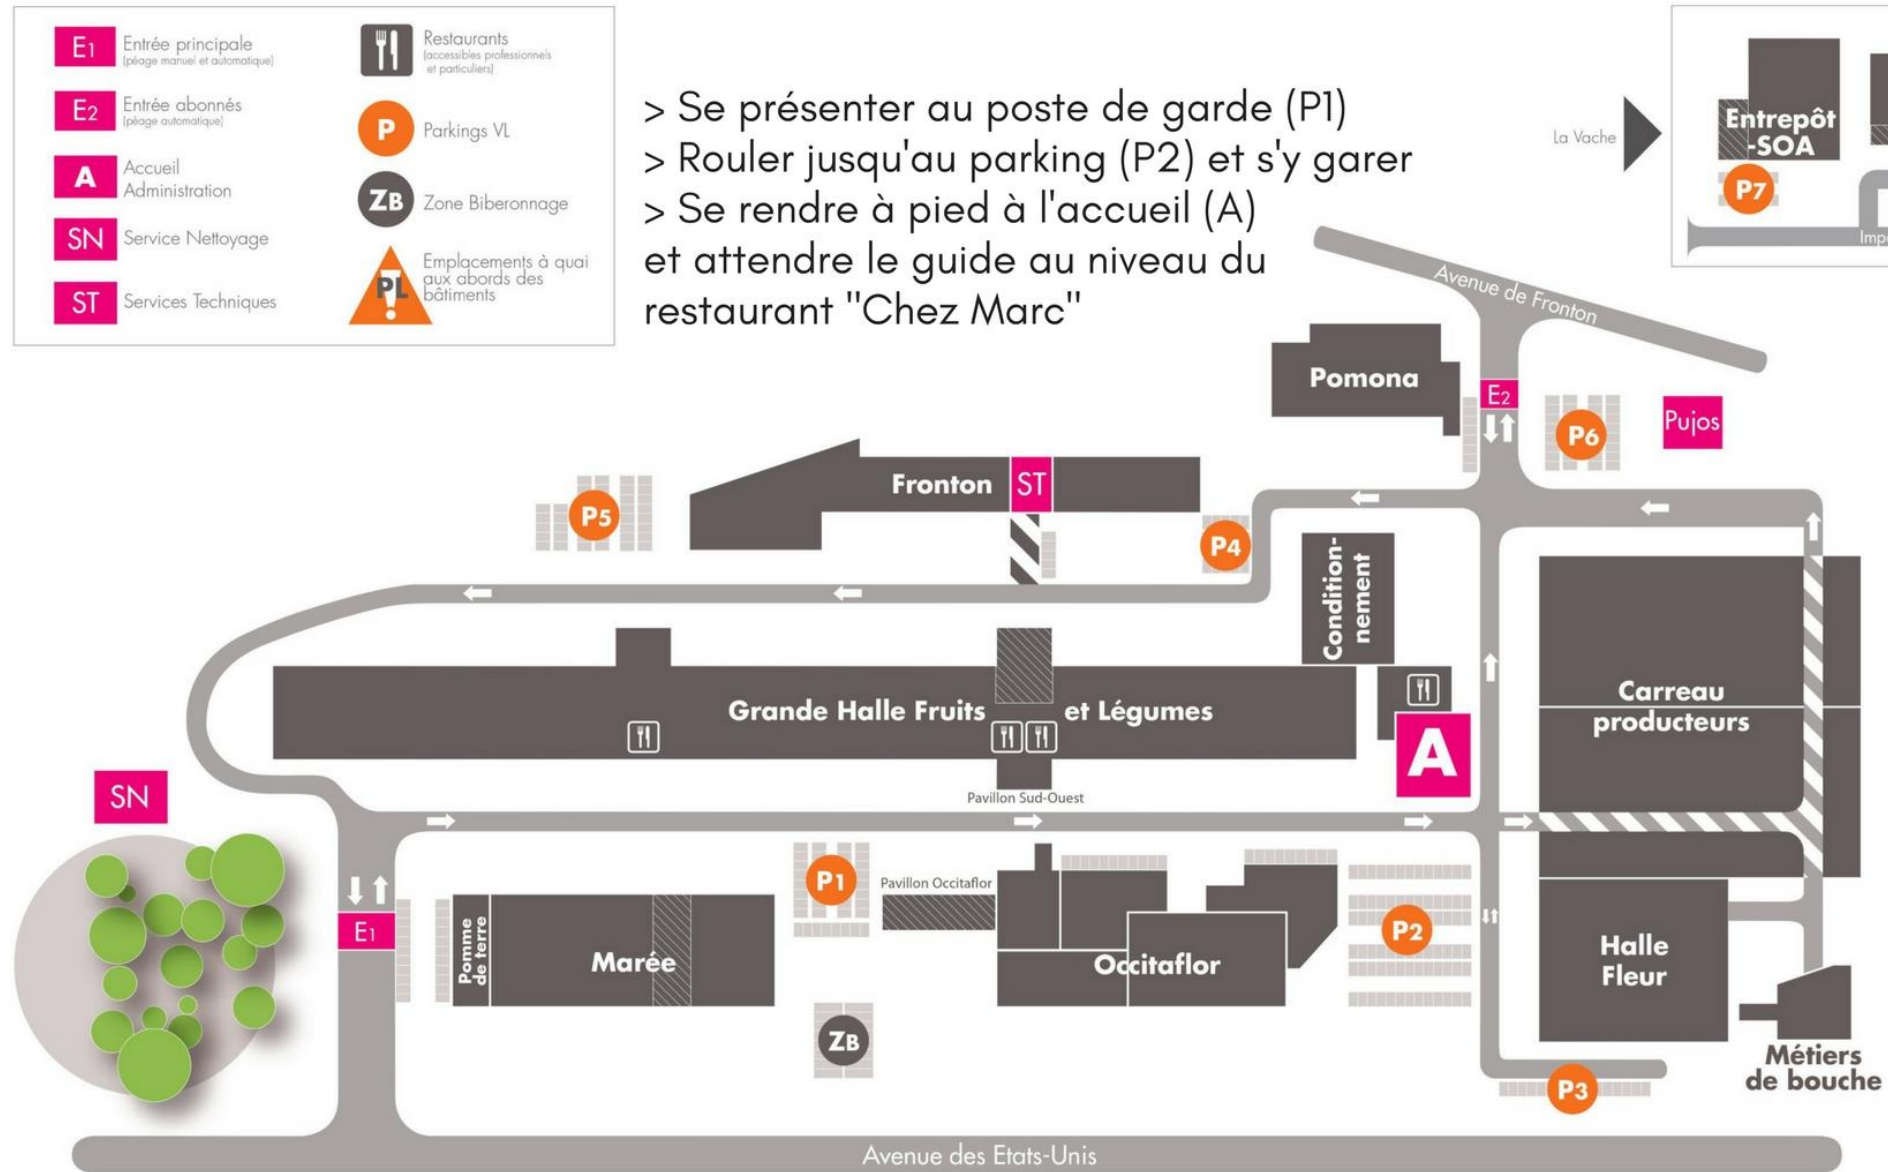 E1 Entrée principale
(péage manuel et automatique)
E2 Entrée abonnés
(péage automatique)
A Accueil
Administration
SN Service Nettoyage
ST Services Techniques
Restaurants
(accessibles professionnels
et particuliers)
P Parkings VL
ZB Zone Biberonnage
PL Emplacements à quai
aux abords des
bâtiments
> Se présenter au poste de garde (P1)
> Rouler jusqu'au parking (P2) et s'y garer
> Se rendre à pied à l'accueil (A)
et attendre le guide au niveau du
restaurant "Chez Marc"
La Vache
Entrepôt
-SOA
P7
Avenue de Fronton
Pomona
E2
P6
Pujos
Fronton
ST
P5
P4
Condition-
nement
Carreau
producteurs
Grande Halle Fruits et Légumes
A
Pavillon Sud-Ouest
SN
P1
Pavillon Occitaflor
E1
Pomme
de terre
Marée
Occitaflor
P2
Halle
Fleur
ZB
Métiers
de bouche
P3
Avenue des Etats-Unis